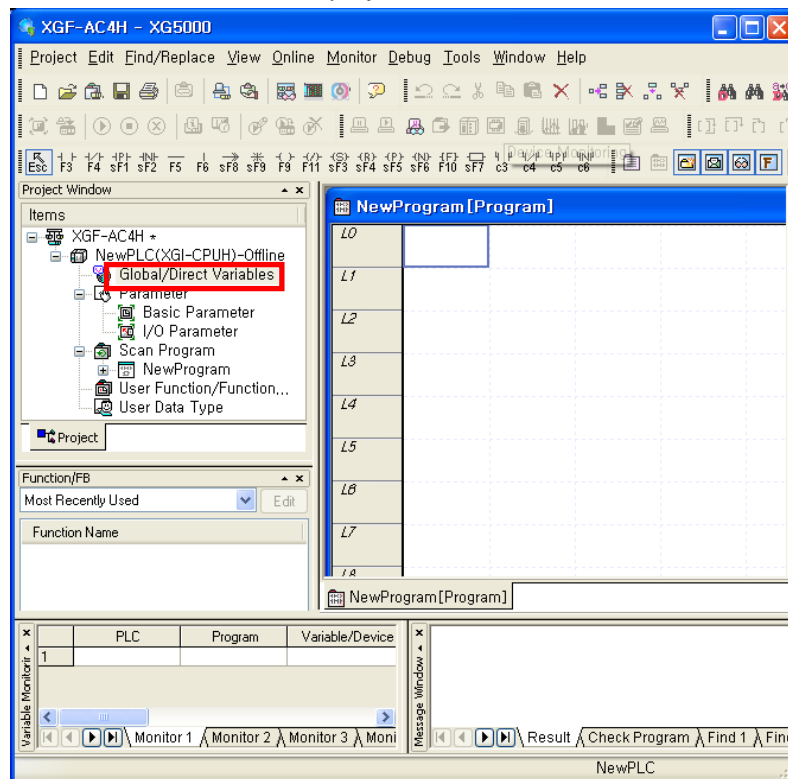 XGF-AC4H - XG5000
Project Edit Find/Replace View Online Monitor Debug Tools Window Help
Esc F3 F4 sF1 sF2 F5 F6 sF8 sF9 F9 F11 sF3 sF4 sF5 sF6 F10 sF7 c3 c4 c5 c6
Device Monitoring
Project Window
Items
XGF-AC4H *
NewPLC(XGI-CPUH)-Offline
Global/Direct Variables
Parameter
Basic Parameter
I/O Parameter
Scan Program
NewProgram
User Function/Function,,,
User Data Type
Project
Function/FB
Most Recently Used
Edit
Function Name
NewProgram[Program]
L0
L1
L2
L3
L4
L5
L6
L7
L8
NewProgram[Program]
Variable Monitorir
PLC Program Variable/Device
1
Monitor 1 Monitor 2 Monitor 3 Moni
Message Window
Result Check Program Find 1 Fin
NewPLC